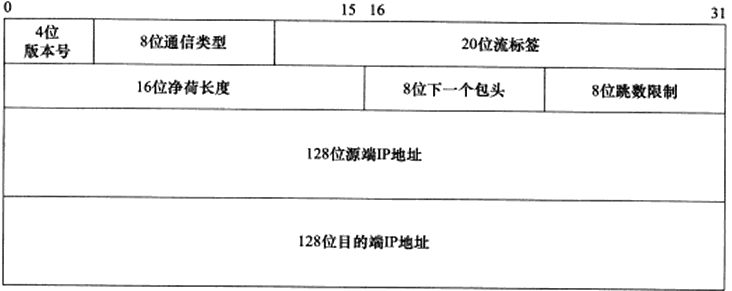 0 15 16 31
4位
版本号
8位通信类型
20位流标签
16位净荷长度
8位下一个包头
8位跳数限制
128位源端IP地址
128位目的端IP地址